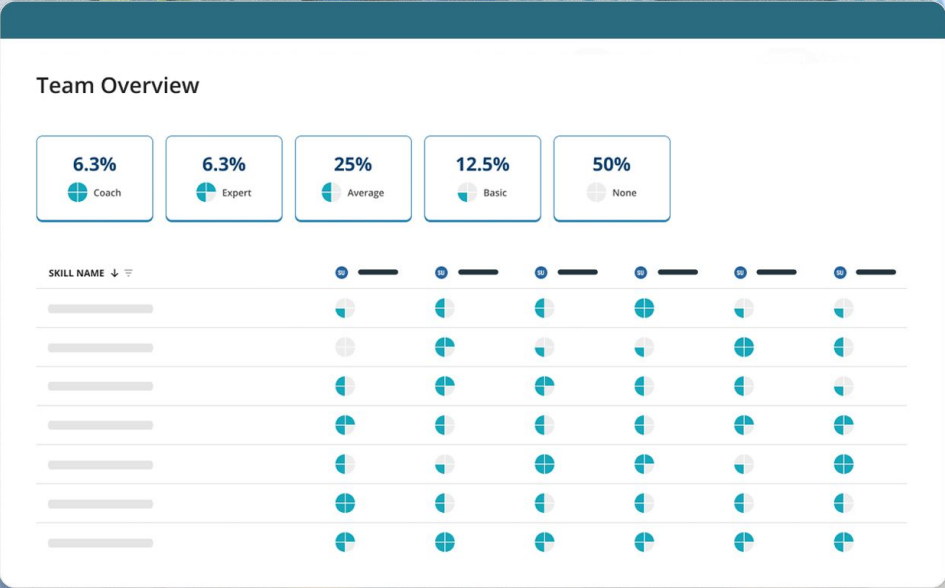 Team Overview
6.3% 6.3% 25% 12.5% 50%
Coach Expert Average Basic None
SKILL NAME SU SU SU SU SU SU